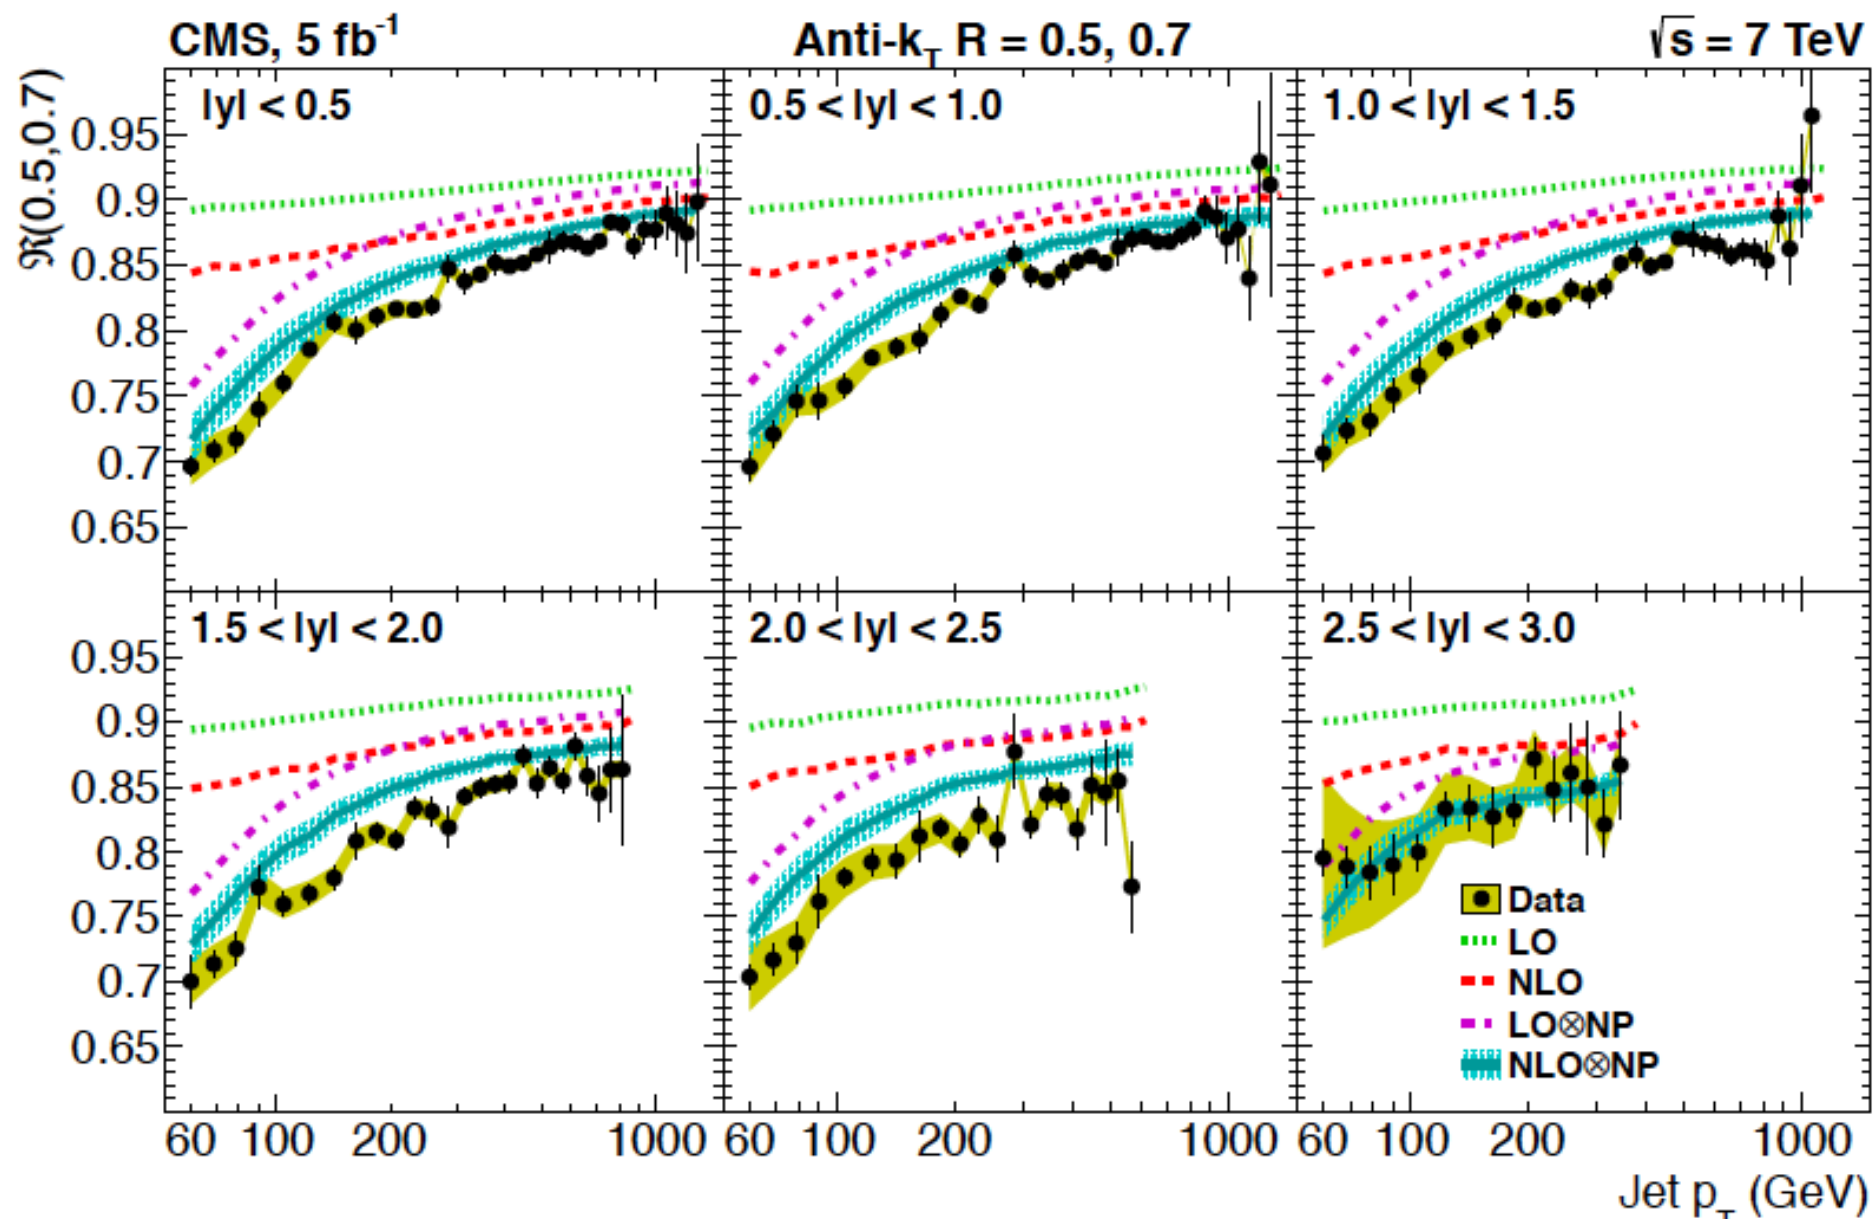 CMS, 5 fb⁻¹ Anti-k_T R = 0.5, 0.7 √s = 7 TeV
ℜ(0.5,0.7)
|y| < 0.5 0.5 < |y| < 1.0 1.0 < |y| < 1.5
0.95
0.9
0.85
0.8
0.75
0.7
0.65
1.5 < |y| < 2.0 2.0 < |y| < 2.5 2.5 < |y| < 3.0
0.95
0.9
0.85
0.8
0.75
0.7
0.65
Data
LO
NLO
LO⊗NP
NLO⊗NP
60 100 200 1000 60 100 200 1000 60 100 200 1000
Jet p_T (GeV)